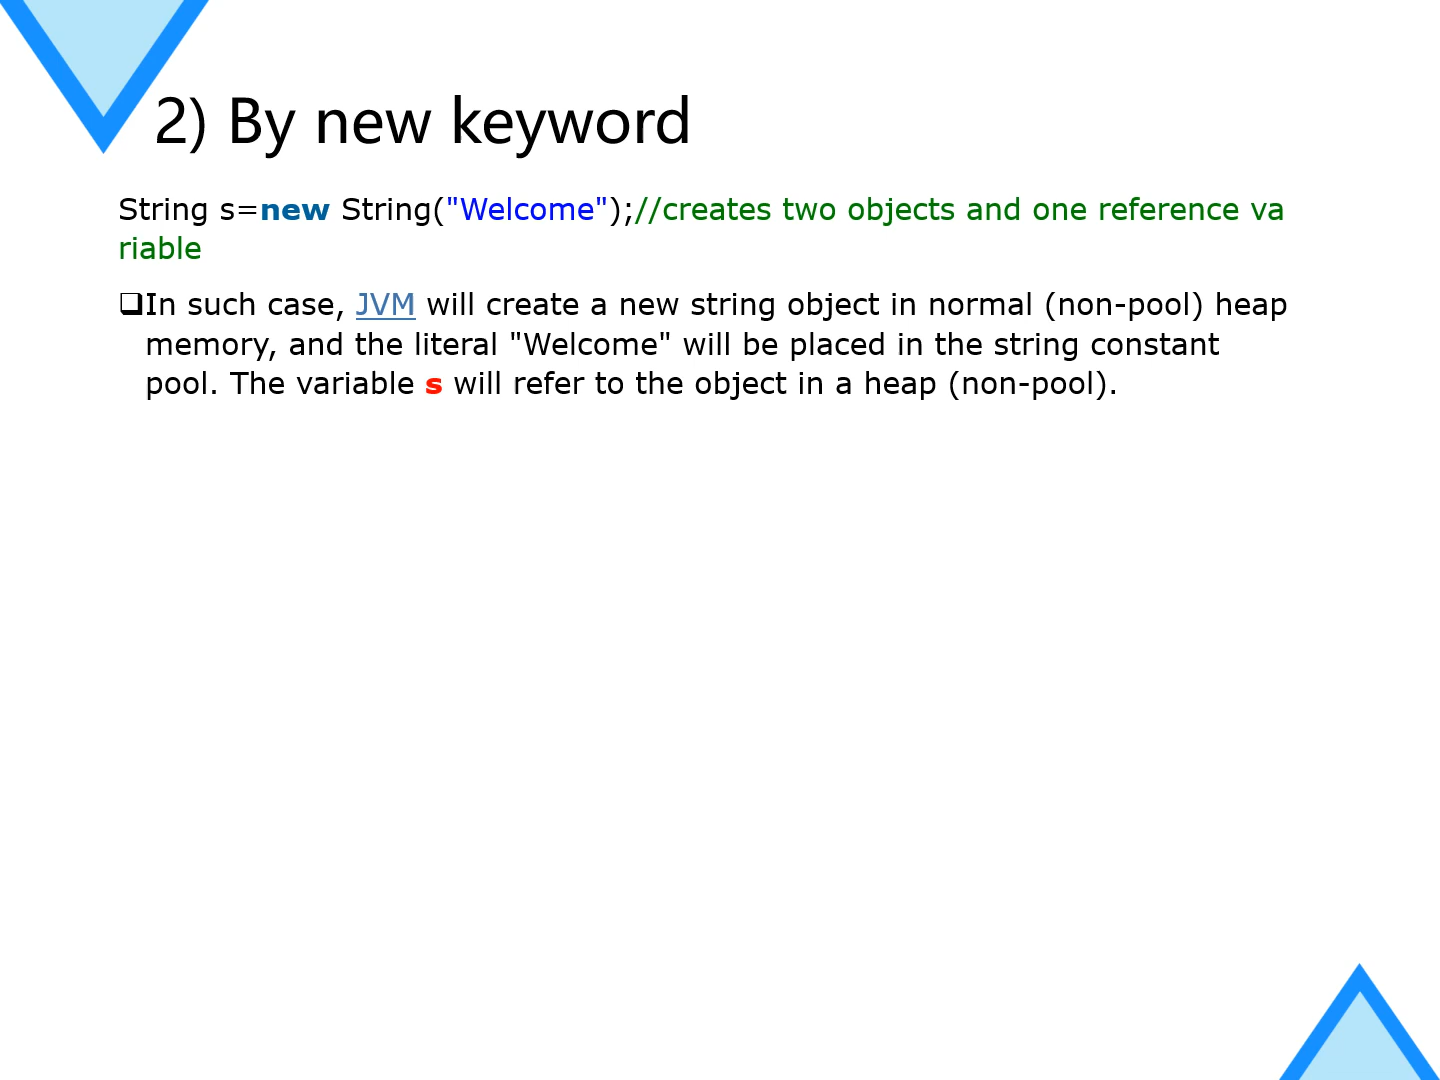 2) By new keyword
String s=new String("Welcome");//creates two objects and one reference va
riable
❑In such case, JVM will create a new string object in normal (non-pool) heap
memory, and the literal "Welcome" will be placed in the string constant
pool. The variable s will refer to the object in a heap (non-pool).